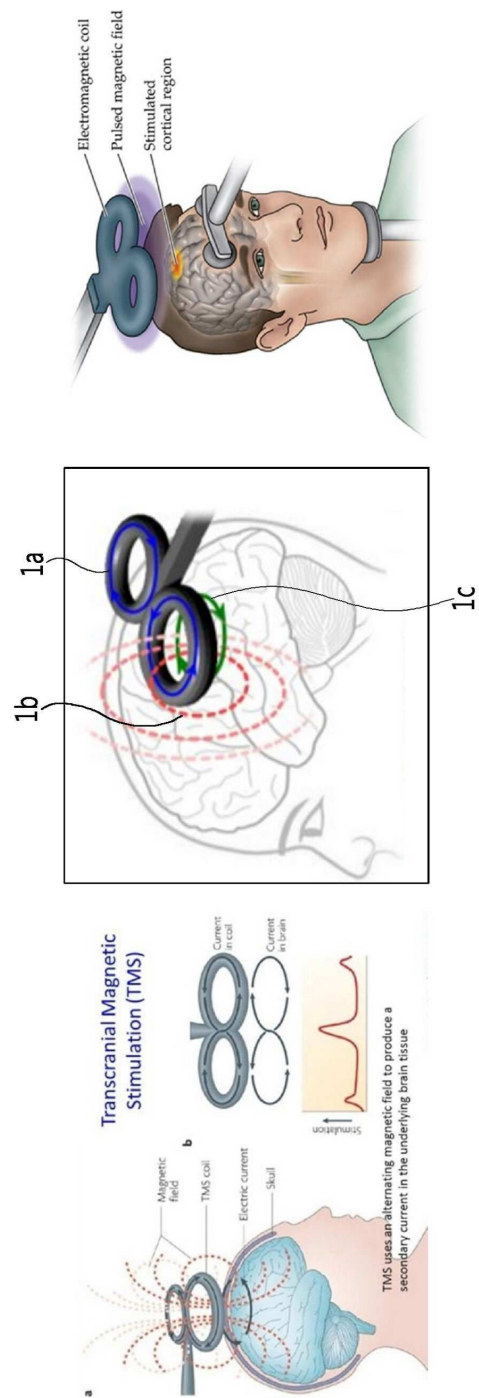 a
Magnetic
field
TMS coil
Electric current
Skull
Transcranial Magnetic
Stimulation (TMS)
b
Current
in coil
Current
in brain
Stimulation
TMS uses an alternating magnetic field to produce a
secondary current in the underlying brain tissue
1a
1b
1c
Electromagnetic coil
Pulsed magnetic field
Stimulated
cortical region